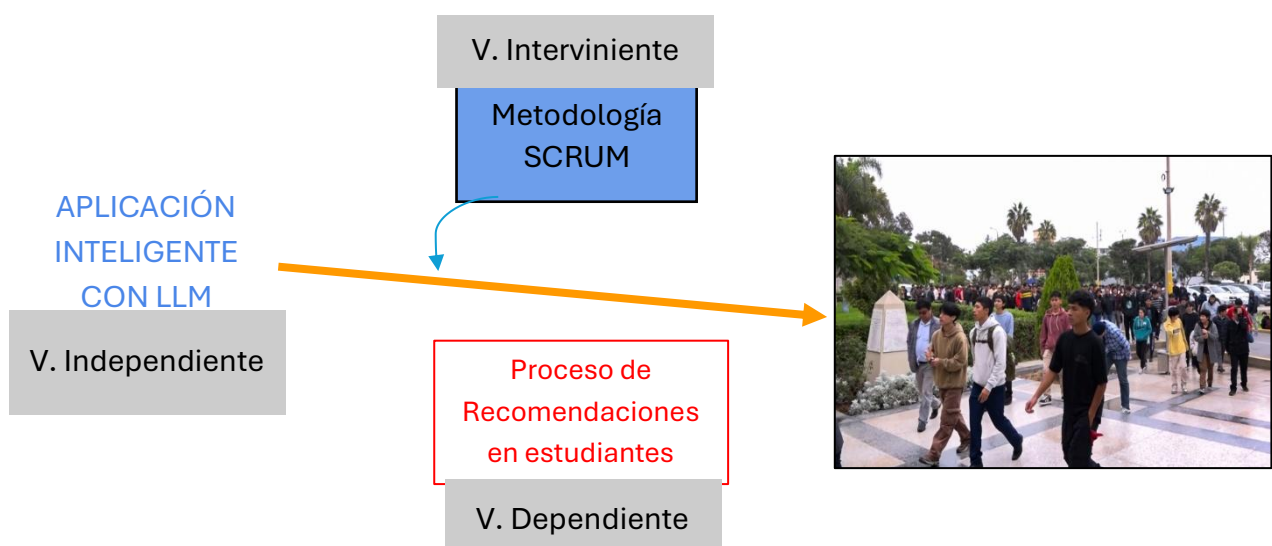 V. Interviniente
Metodología
SCRUM
APLICACIÓN
INTELIGENTE
CON LLM
V. Independiente
Proceso de
Recomendaciones
en estudiantes
V. Dependiente